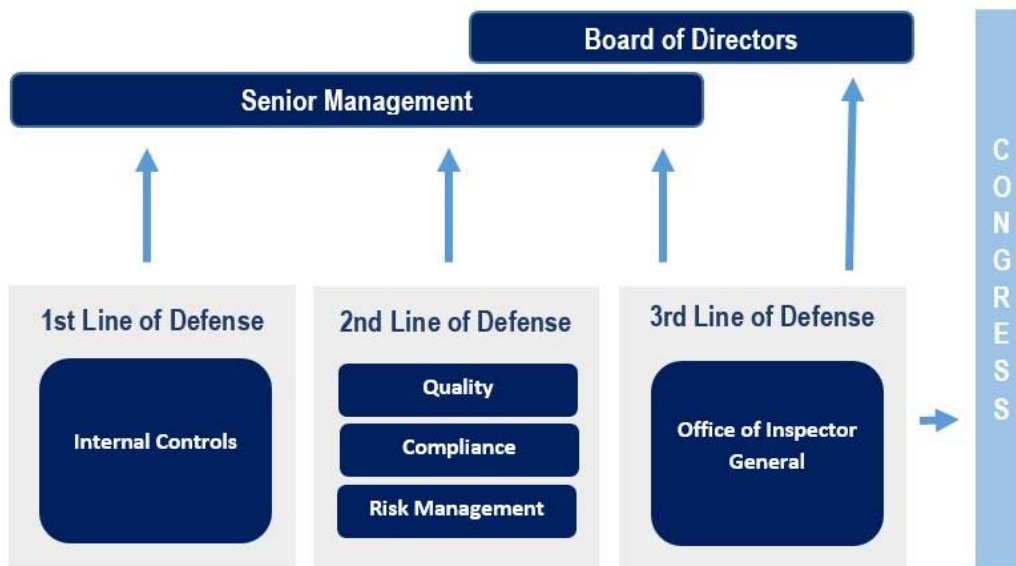 Board of Directors
Senior Management
CONGRESS
1st Line of Defense
Internal Controls
2nd Line of Defense
Quality
Compliance
Risk Management
3rd Line of Defense
Office of Inspector
General